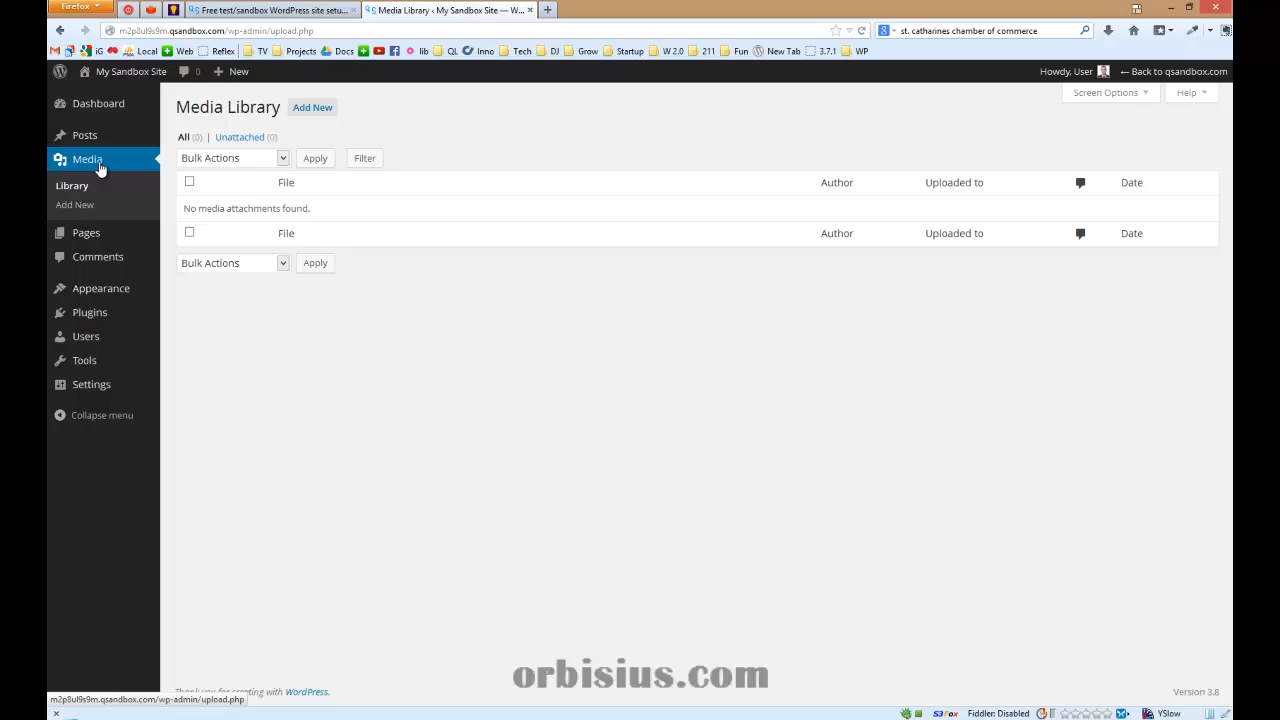 Firefox
Free test/sandbox WordPress site setu...
Media Library ‹ My Sandbox Site — W...
m2p8ul9s9m.qsandbox.com/wp-admin/upload.php
st. catharines chamber of commerce
iG
Local
Web
Reflex
TV
Projects
Docs
lib
QL
Inno
Tech
DJ
Grow
Startup
W 2.0
211
Fun
New Tab
3.7.1
WP
My Sandbox Site
0
New
Howdy, User
← Back to qsandbox.com
Dashboard
Posts
Media
Library
Add New
Pages
Comments
Appearance
Plugins
Users
Tools
Settings
Collapse menu
Screen Options
Help
Media Library
Add New
All (0) | Unattached (0)
Bulk Actions
Apply
Filter
File
Author
Uploaded to
Date
No media attachments found.
File
Author
Uploaded to
Date
Bulk Actions
Apply
orbisius.com
Thank you for creating with WordPress.
Version 3.8
m2p8ul9s9m.qsandbox.com/wp-admin/upload.php
S3Fox
Fiddler: Disabled
YSlow